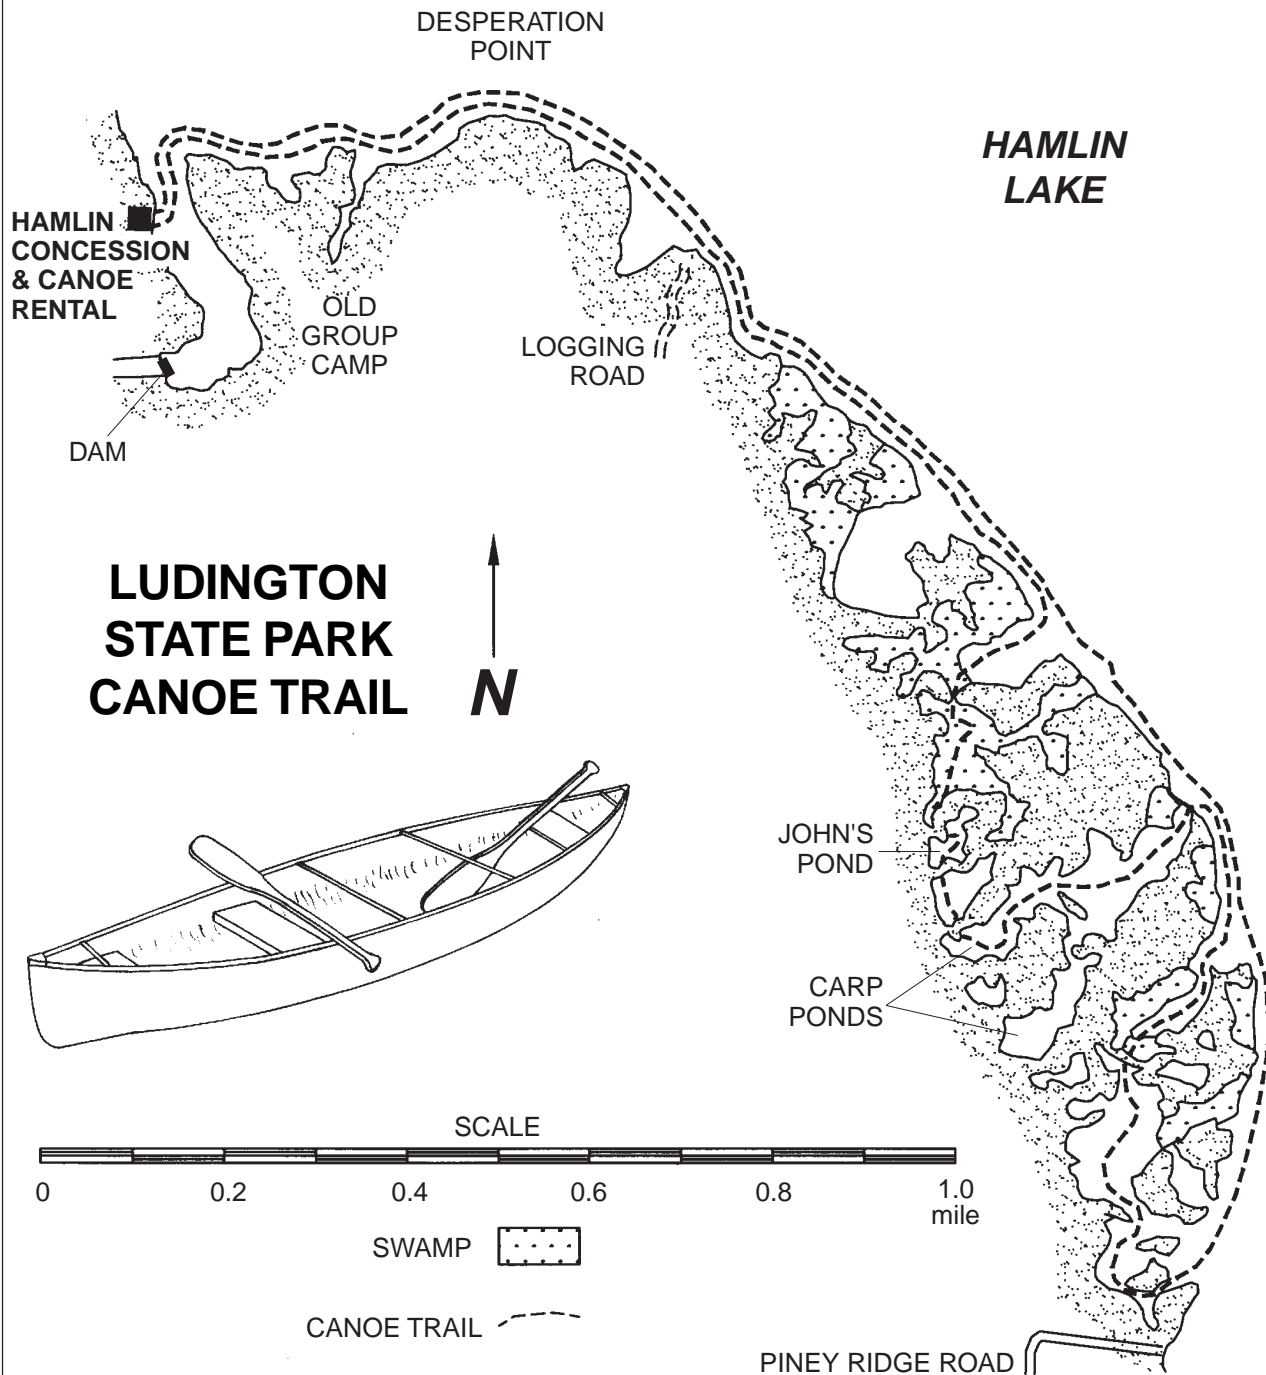 DESPERATION
POINT
HAMLIN
LAKE
HAMLIN
CONCESSION
& CANOE
RENTAL
OLD
GROUP
CAMP
LOGGING
ROAD
DAM
LUDINGTON
STATE PARK
CANOE TRAIL
N
JOHN'S
POND
CARP
PONDS
SCALE
0 0.2 0.4 0.6 0.8 1.0
mile
SWAMP
CANOE TRAIL
PINEY RIDGE ROAD